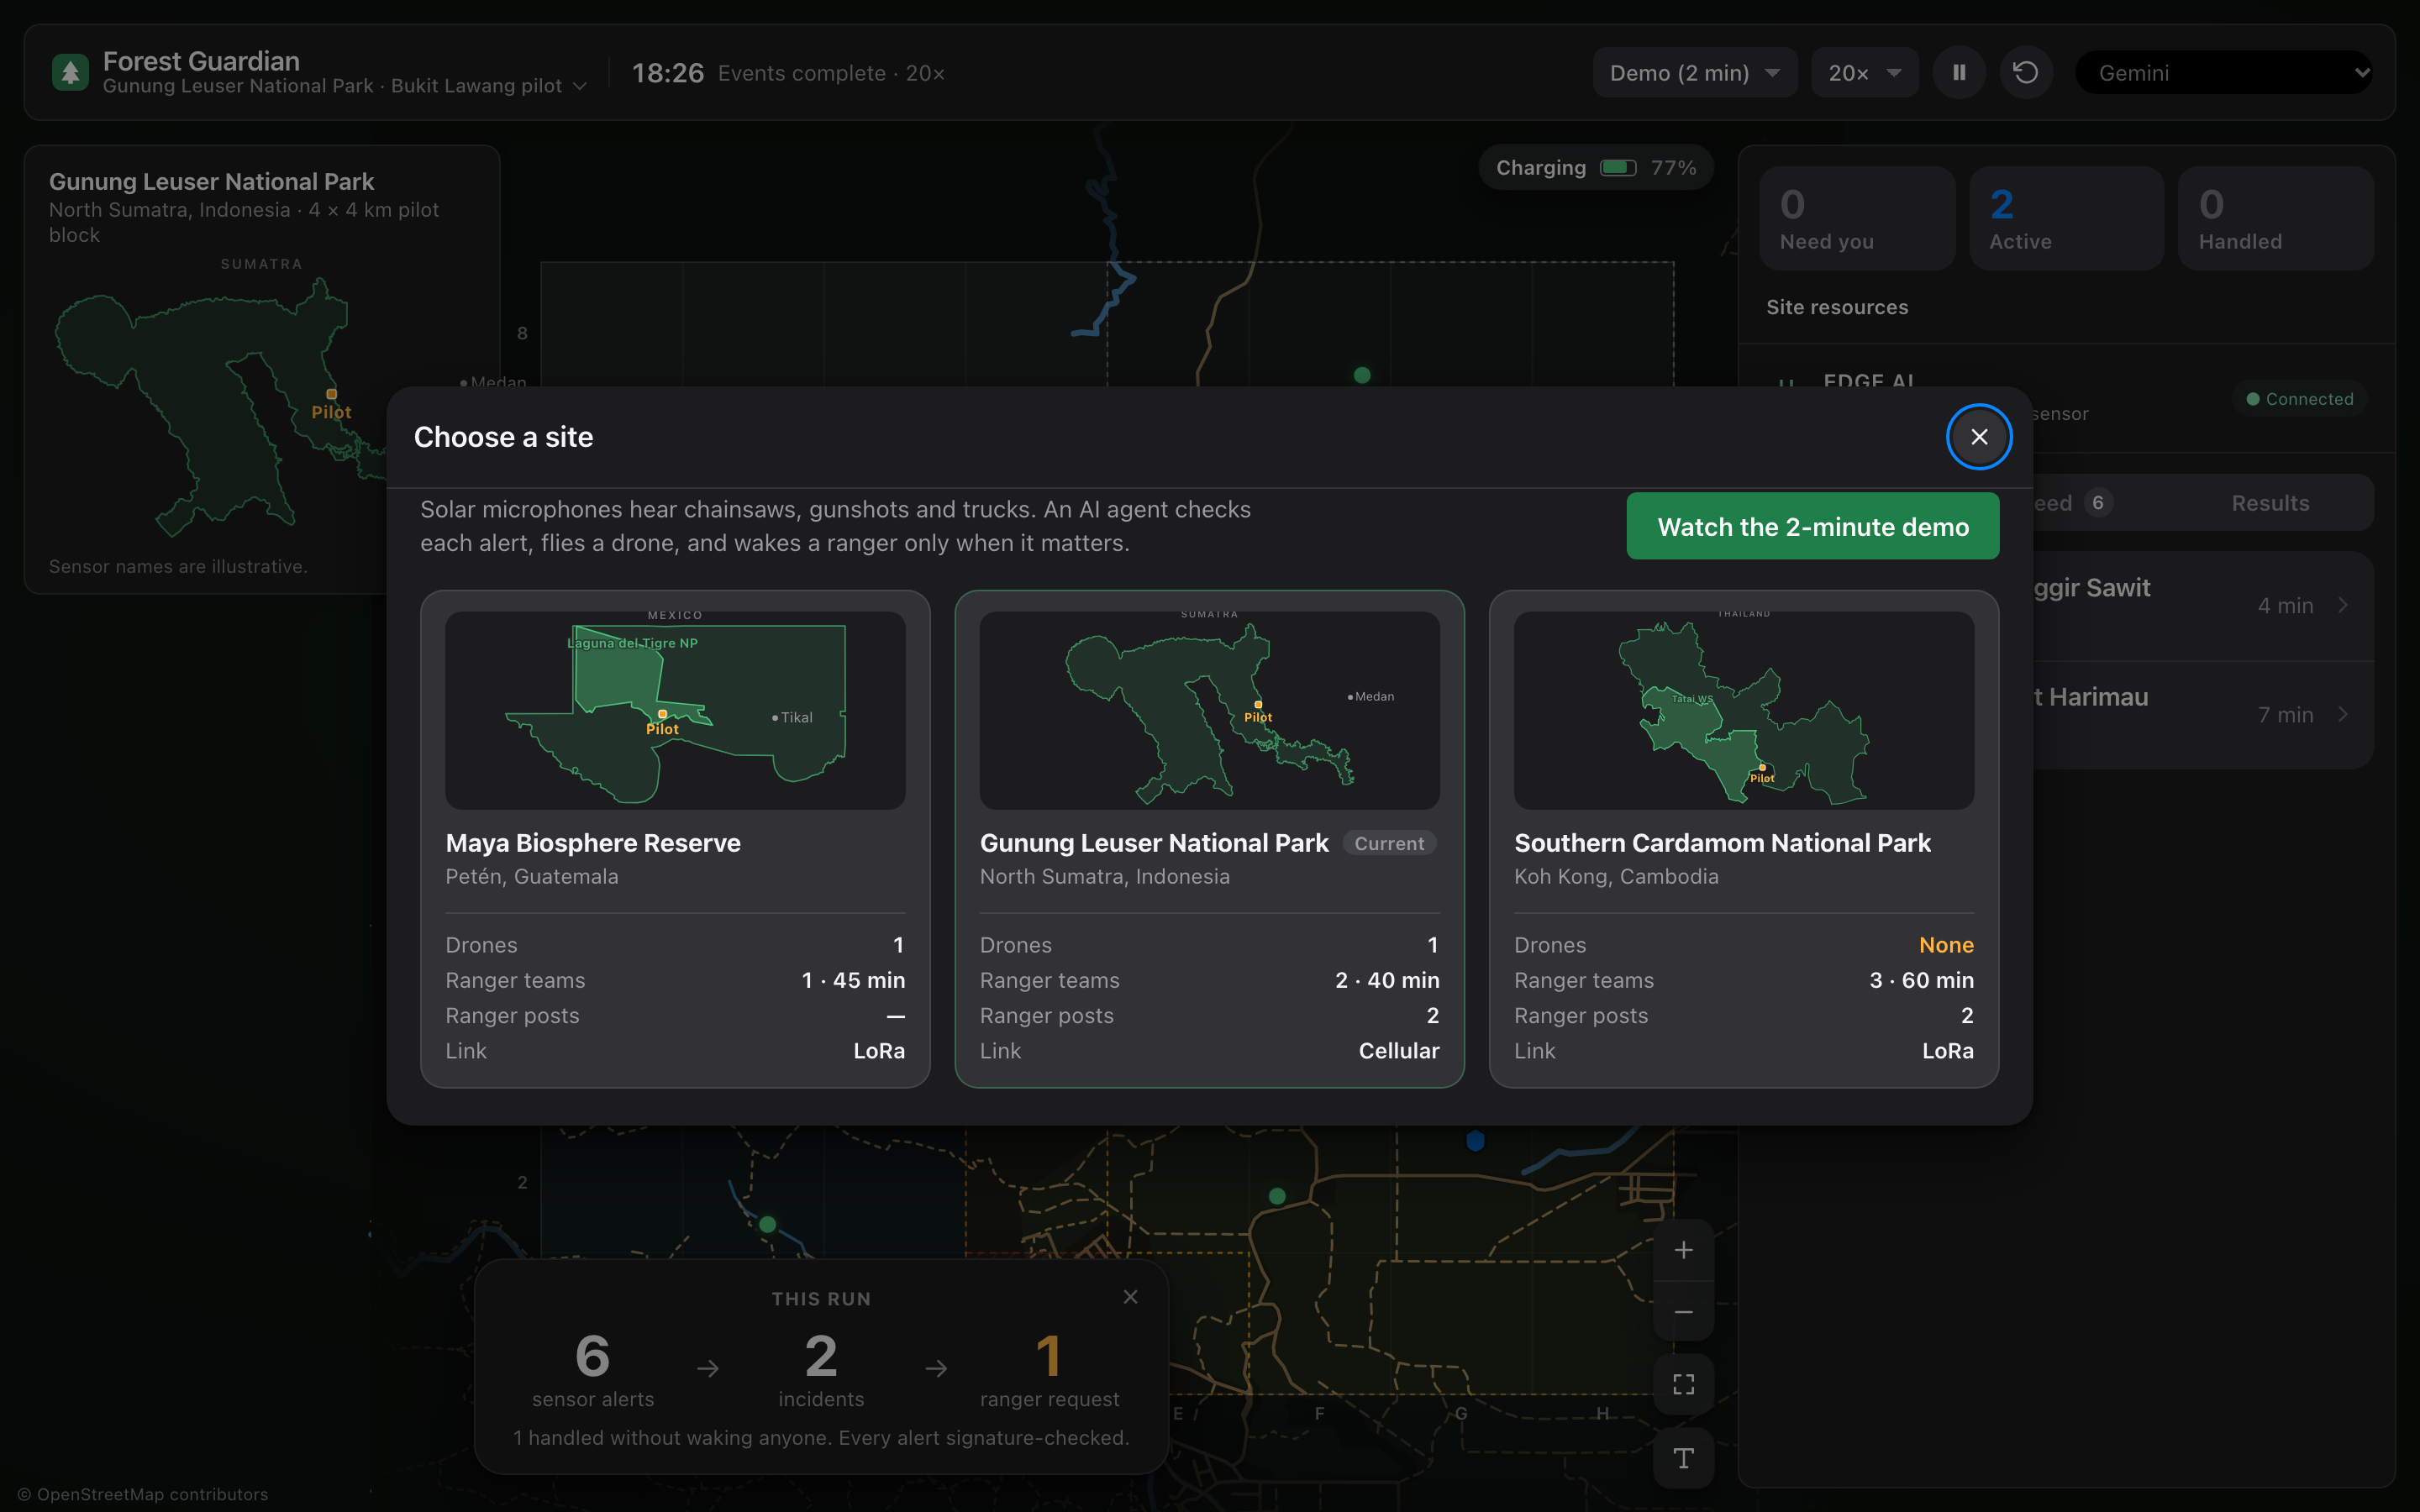 Forest Guardian
Gunung Leuser National Park · Bukit Lawang pilot
18:26 Events complete · 20×
Demo (2 min)
20×
Gemini
Gunung Leuser National Park
North Sumatra, Indonesia · 4 × 4 km pilot
block
SUMATRA
Medan
Pilot
Sensor names are illustrative.
Charging 77%
8
0
Need you
2
Active
0
Handled
Site resources
EDGE AI
sensor
Connected
eed 6
Results
ggir Sawit
4 min
t Harimau
7 min
Choose a site
Solar microphones hear chainsaws, gunshots and trucks. An AI agent checks
each alert, flies a drone, and wakes a ranger only when it matters.
Watch the 2-minute demo
MEXICO
Laguna del Tigre NP
Tikal
Pilot
Maya Biosphere Reserve
Petén, Guatemala
Drones 1
Ranger teams 1 · 45 min
Ranger posts —
Link LoRa
SUMATRA
Medan
Pilot
Gunung Leuser National Park Current
North Sumatra, Indonesia
Drones 1
Ranger teams 2 · 40 min
Ranger posts 2
Link Cellular
THAILAND
Tatai WS
Pilot
Southern Cardamom National Park
Koh Kong, Cambodia
Drones None
Ranger teams 3 · 60 min
Ranger posts 2
Link LoRa
2
THIS RUN
6 → 2 → 1
sensor alerts incidents ranger request
1 handled without waking anyone. Every alert signature-checked.
E F G H
T
© OpenStreetMap contributors